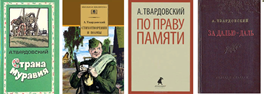 А.ТВАРДОВСКИЙ
Страна
Муравия
А. Твардовский
А. ТВАРДОВСКИЙ
ПО ПРАВУ
ПАМЯТИ
А. ТВАРДОВСКИЙ
ЗА ДАЛЬЮ-ДАЛЬ